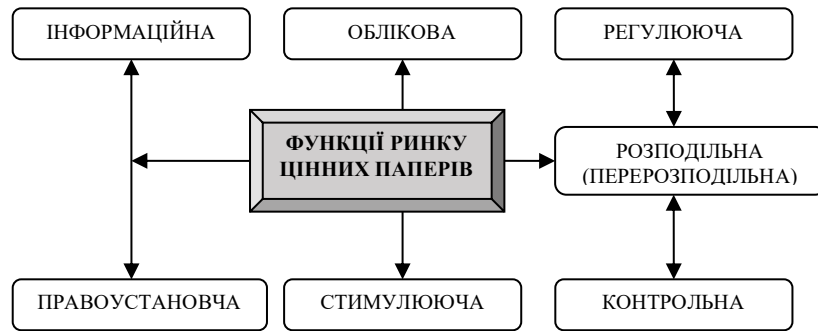 ІНФОРМАЦІЙНА
ОБЛІКОВА
РЕГУЛЮЮЧА
ФУНКЦІЇ РИНКУ
ЦІННИХ ПАПЕРІВ
РОЗПОДІЛЬНА
(ПЕРЕРОЗПОДІЛЬНА)
ПРАВОУСТАНОВЧА
СТИМУЛЮЮЧА
КОНТРОЛЬНА